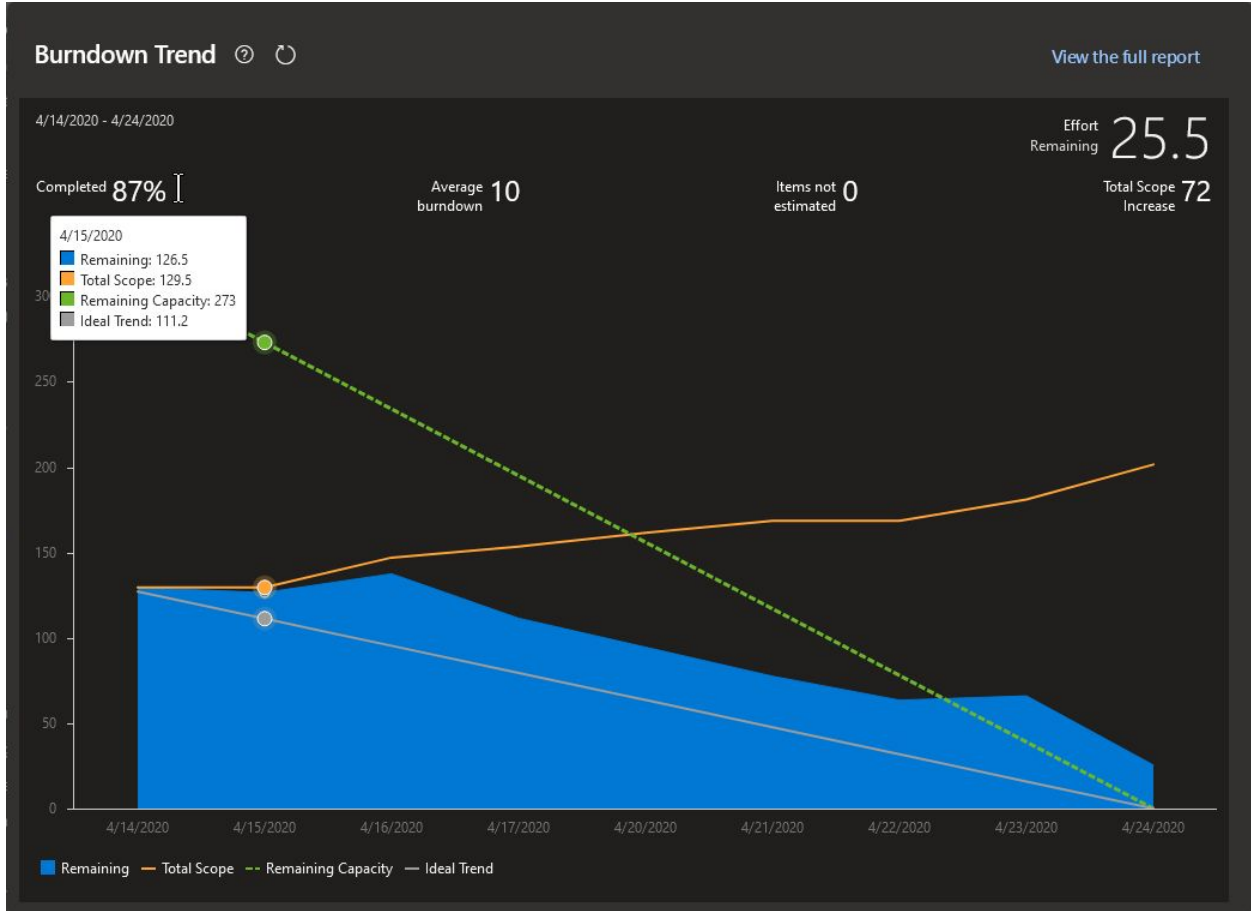 Burndown Trend
View the full report
4/14/2020 - 4/24/2020
Effort
Remaining 25.5
Completed 87%
Average
burndown 10
Items not
estimated 0
Total Scope
Increase 72
4/15/2020
Remaining: 126.5
Total Scope: 129.5
Remaining Capacity: 273
Ideal Trend: 111.2
250
200
150
100
50
0
4/14/2020 4/15/2020 4/16/2020 4/17/2020 4/20/2020 4/21/2020 4/22/2020 4/23/2020 4/24/2020
Remaining Total Scope Remaining Capacity Ideal Trend